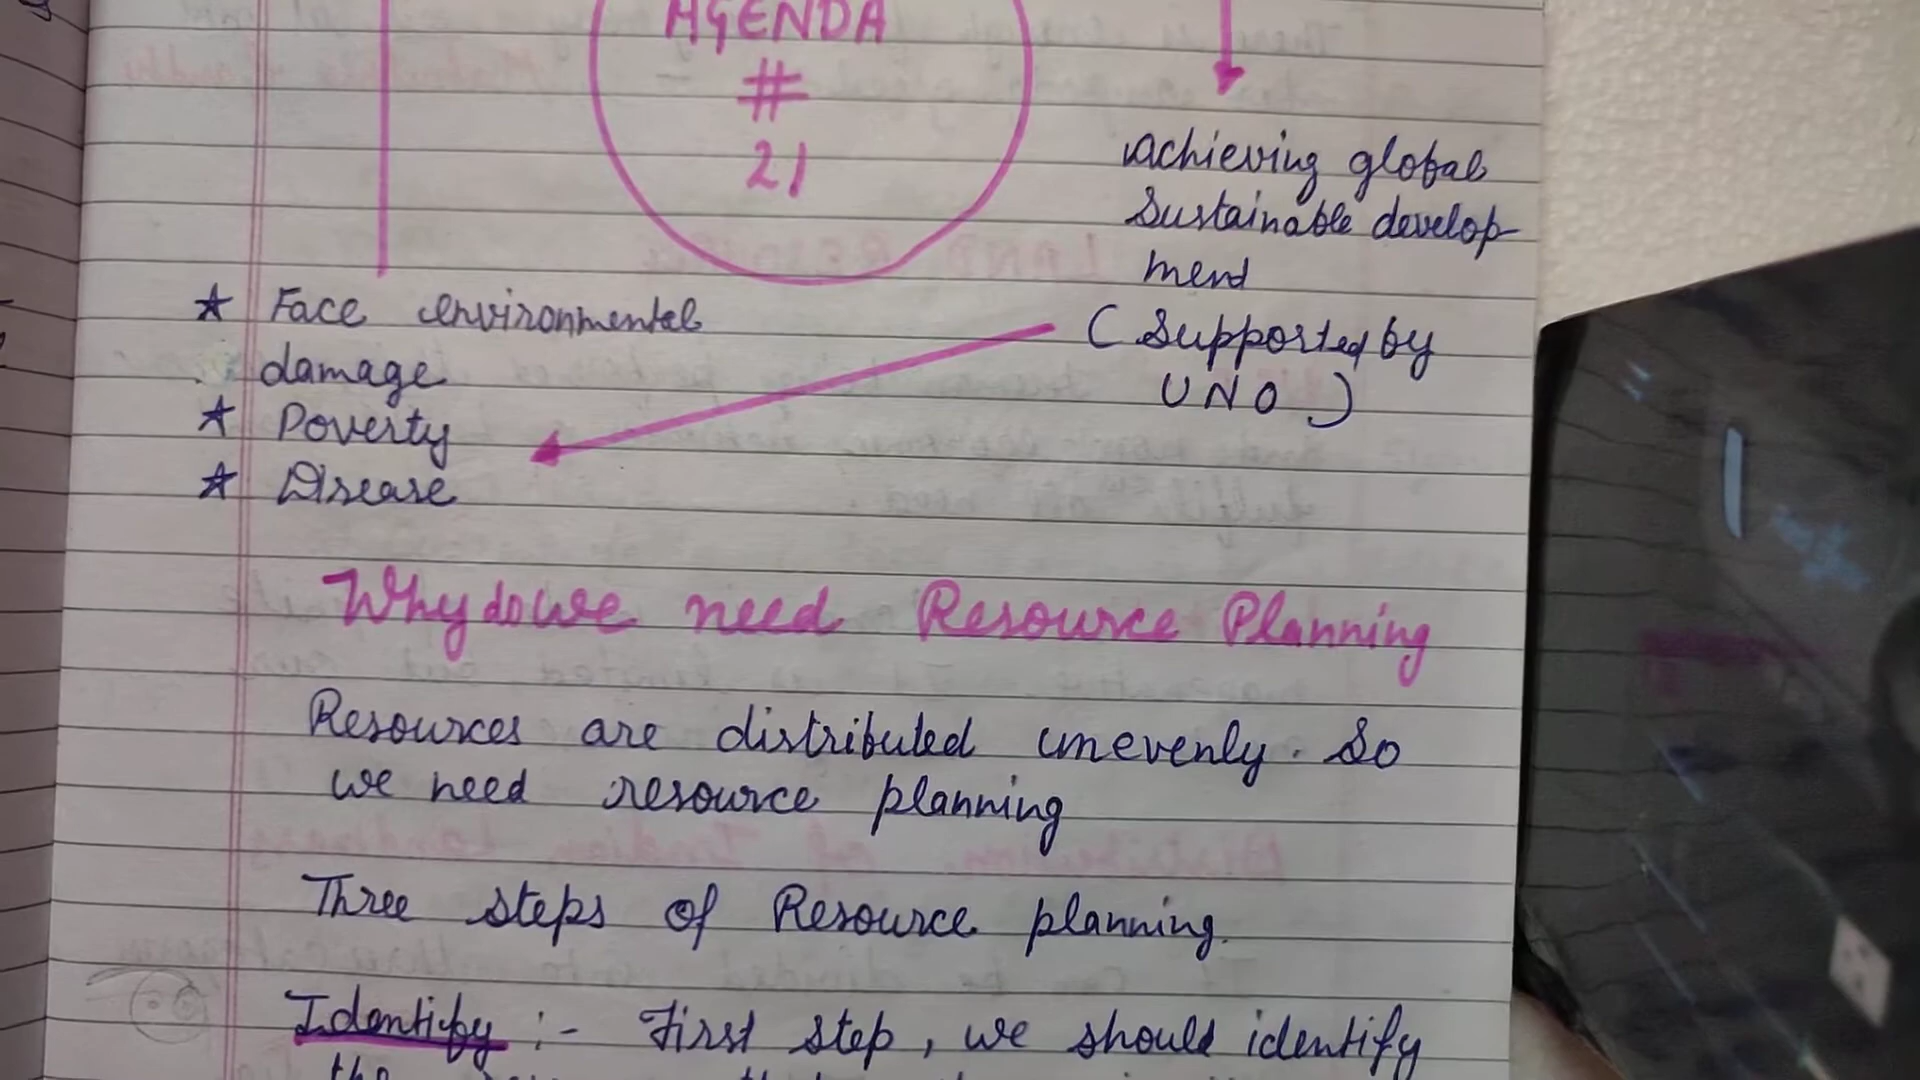 AGENDA
#
21
achieving global
sustainable develop-
ment
(Supported by
UNO)
★ Face environmental
damage
★ Poverty
★ Disease
Why do we need Resource Planning
Resources are distributed unevenly. So
we need resource planning
Three steps of Resource planning.
Identify :- First step, we should identify
the